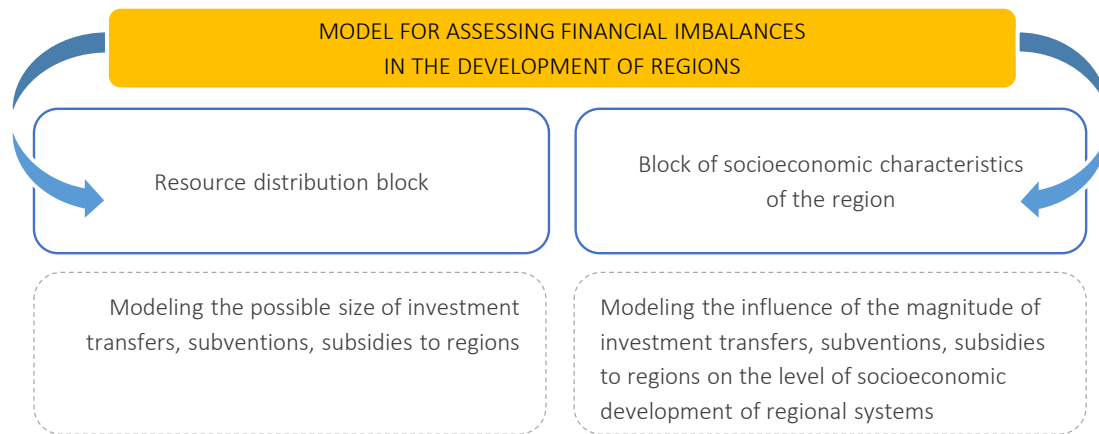 MODEL FOR ASSESSING FINANCIAL IMBALANCES
IN THE DEVELOPMENT OF REGIONS
Resource distribution block
Block of socioeconomic characteristics
of the region
Modeling the possible size of investment
transfers, subventions, subsidies to regions
Modeling the influence of the magnitude of
investment transfers, subventions, subsidies
to regions on the level of socioeconomic
development of regional systems